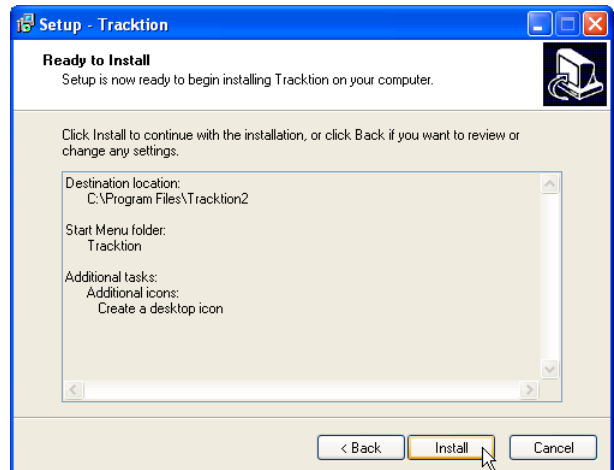 Setup - Tracktion
Ready to Install
Setup is now ready to begin installing Tracktion on your computer.
Click Install to continue with the installation, or click Back if you want to review or
change any settings.
Destination location:
C:\Program Files\Tracktion2
Start Menu folder:
Tracktion
Additional tasks:
Additional icons:
Create a desktop icon
< Back
Install
Cancel